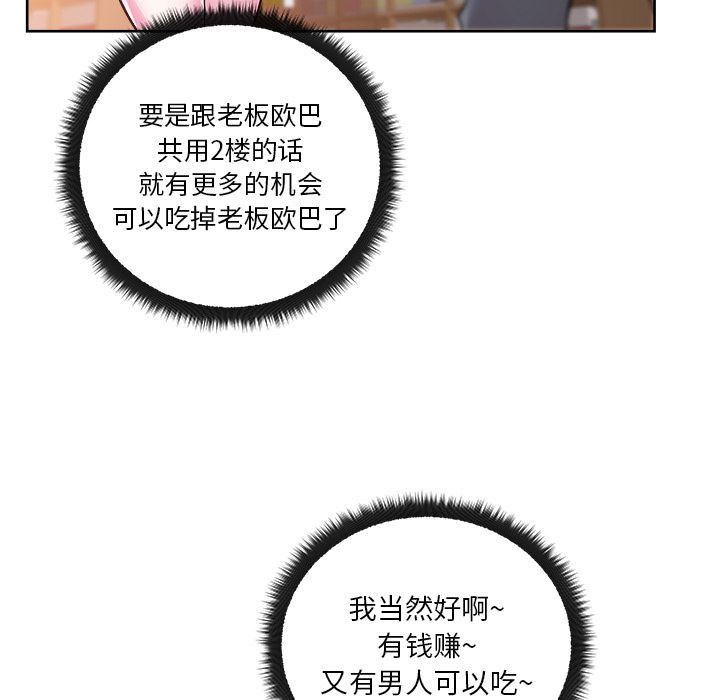 要是跟老板欧巴
共用2楼的话
就有更多的机会
可以吃掉老板欧巴了
我当然好啊~
有钱赚~
又有男人可以吃~